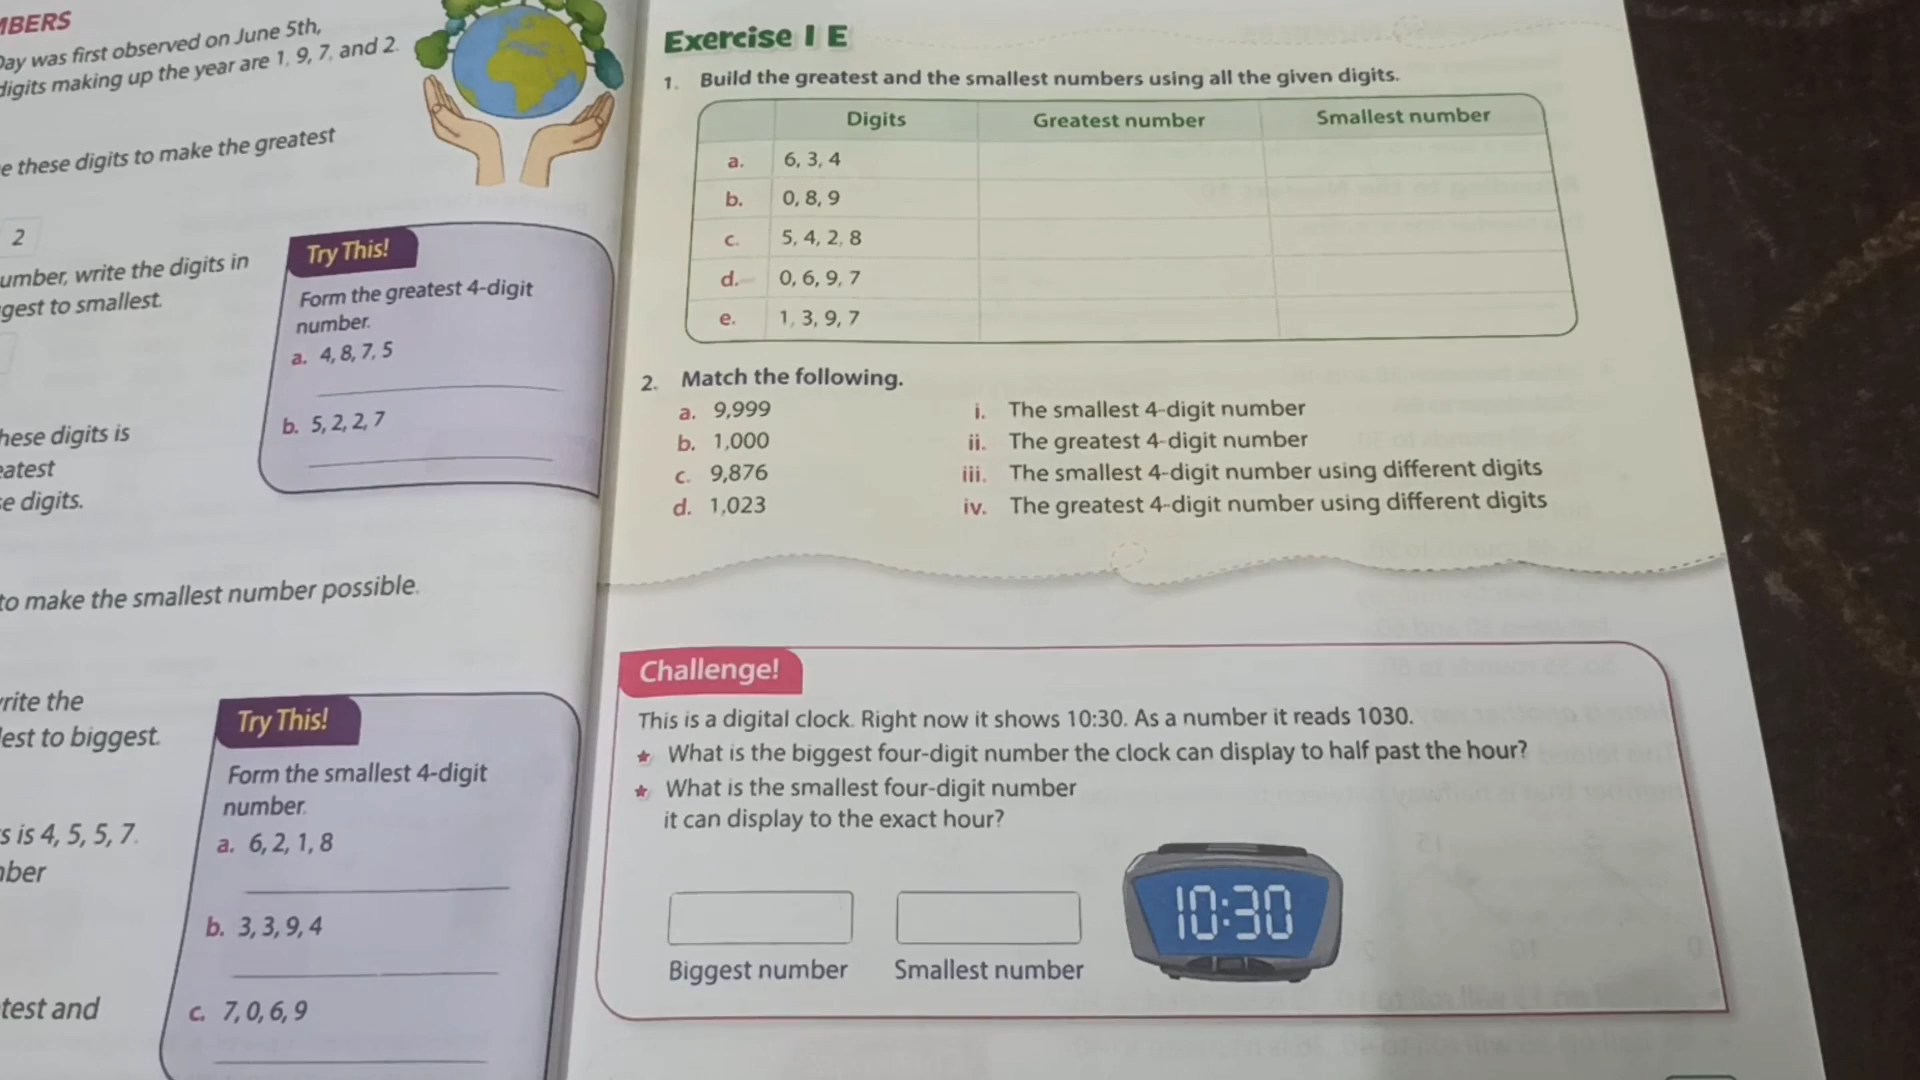 BERS
Day was first observed on June 5th,
digits making up the year are 1, 9, 7, and 2.
these digits to make the greatest
2
umber, write the digits in
gest to smallest.
Try This!
Form the greatest 4-digit
number.
a. 4, 8, 7, 5
b. 5, 2, 2, 7
hese digits is
eatest
e digits.
to make the smallest number possible.
rite the
lest to biggest.
s is 4, 5, 5, 7.
ber
test and
Try This!
Form the smallest 4-digit
number.
a. 6, 2, 1, 8
b. 3, 3, 9, 4
c. 7, 0, 6, 9
Exercise 1 E
1. Build the greatest and the smallest numbers using all the given digits.
Digits Greatest number Smallest number
a. 6, 3, 4
b. 0, 8, 9
c. 5, 4, 2, 8
d. 0, 6, 9, 7
e. 1, 3, 9, 7
2. Match the following.
a. 9,999 i. The smallest 4-digit number
b. 1,000 ii. The greatest 4-digit number
c. 9,876 iii. The smallest 4-digit number using different digits
d. 1,023 iv. The greatest 4-digit number using different digits
Challenge!
This is a digital clock. Right now it shows 10:30. As a number it reads 1030.
★ What is the biggest four-digit number the clock can display to half past the hour?
★ What is the smallest four-digit number
it can display to the exact hour?
10:30
Biggest number Smallest number